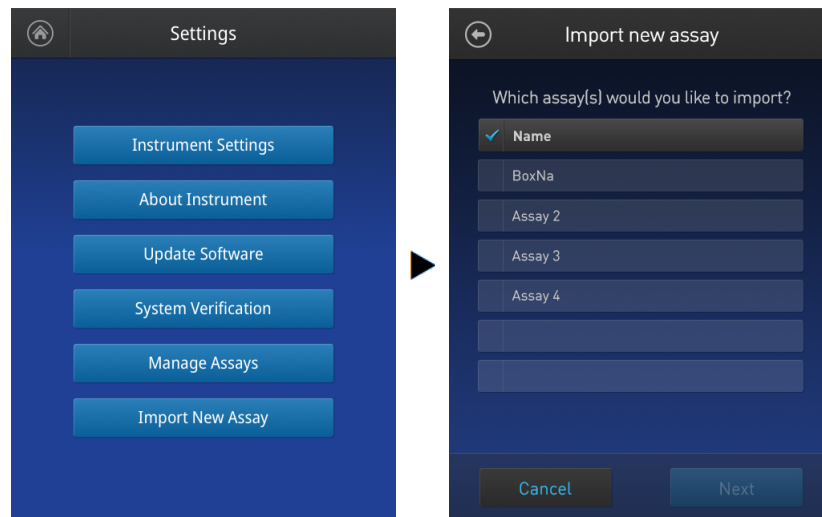 Settings
Instrument Settings
About Instrument
Update Software
System Verification
Manage Assays
Import New Assay
Import new assay
Which assay(s) would you like to import?
Name
BoxNa
Assay 2
Assay 3
Assay 4
Cancel
Next